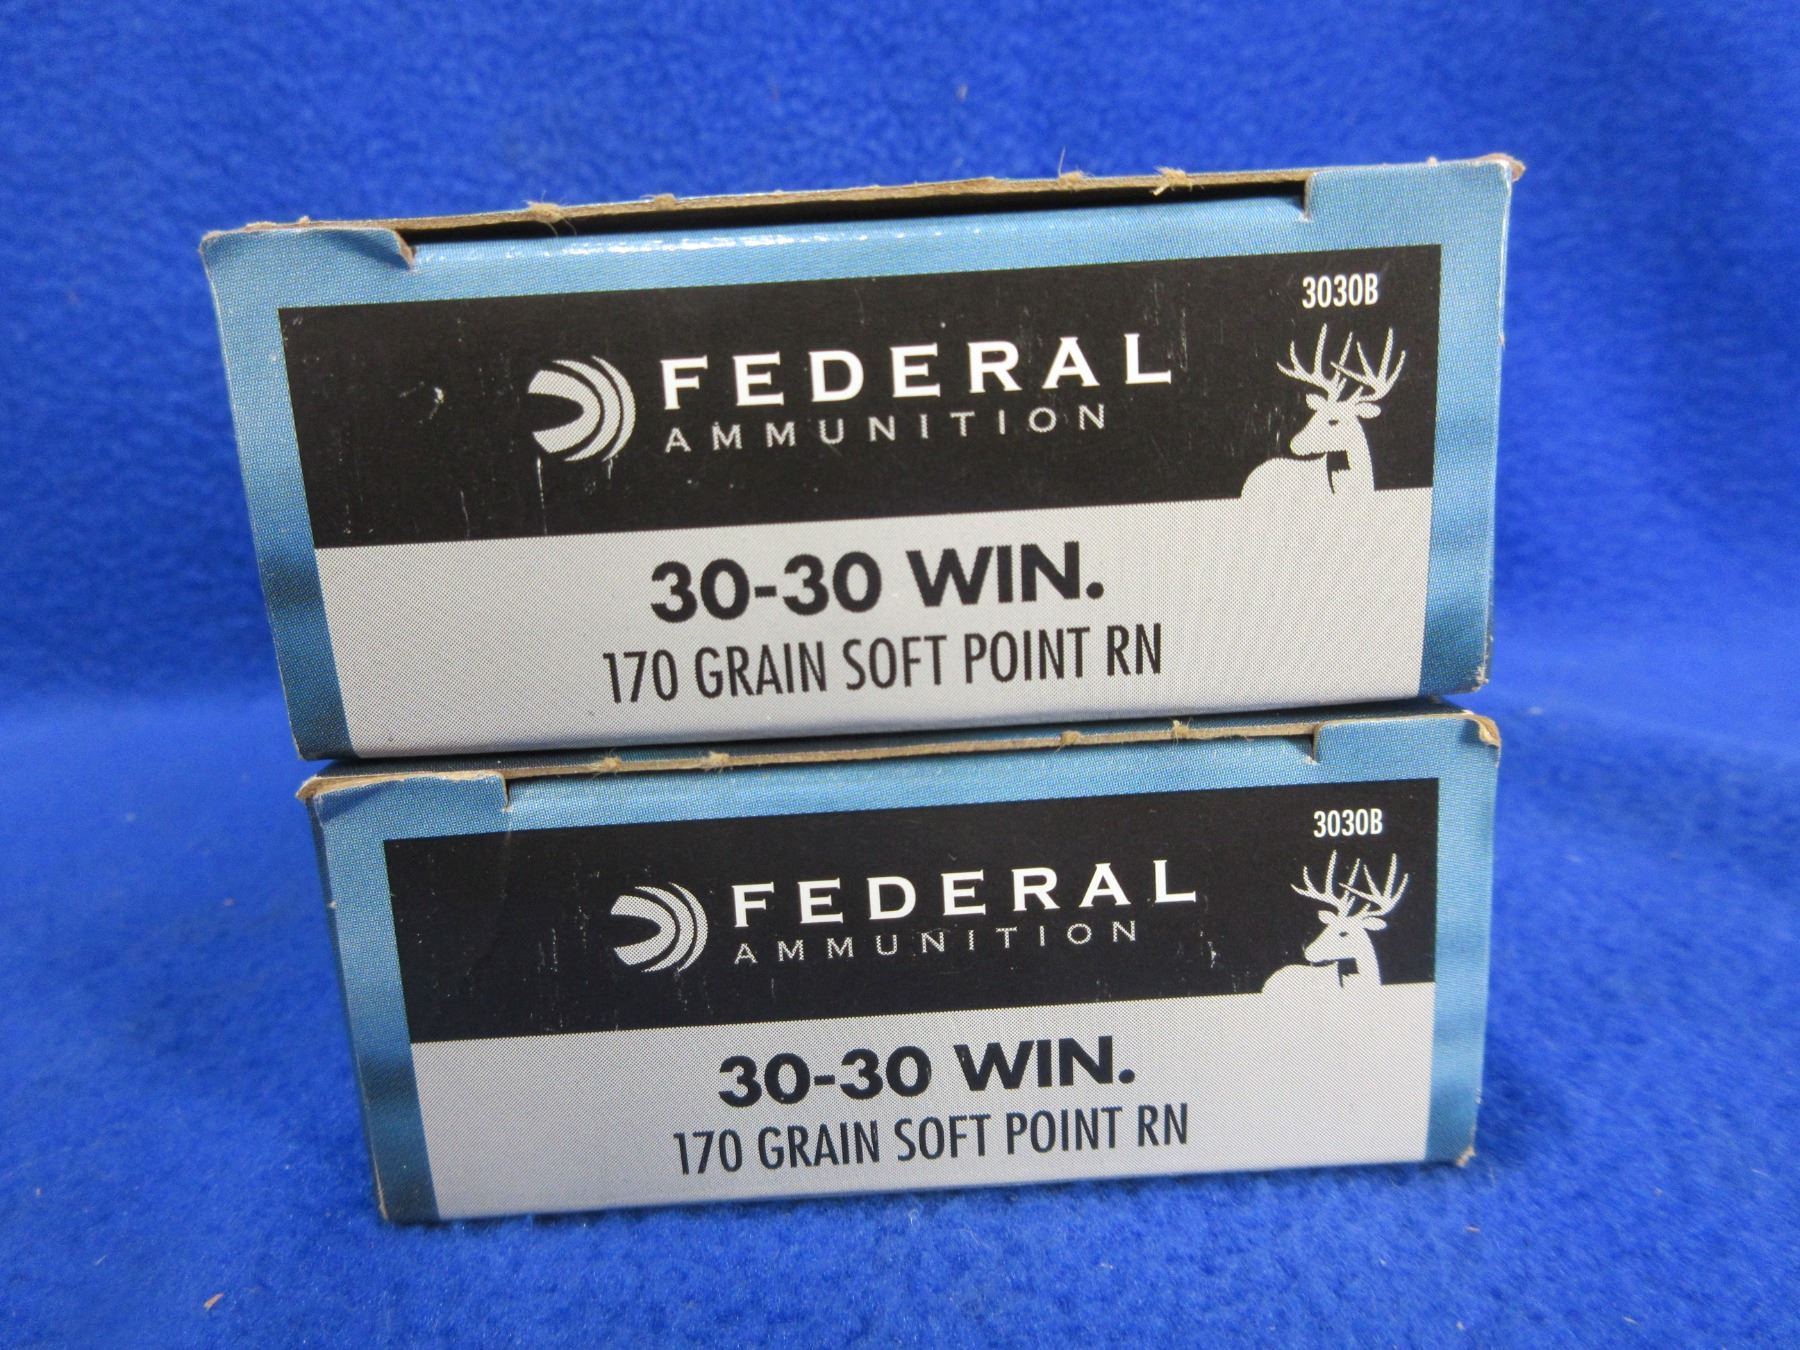 3030B
FEDERAL
AMMUNITION
30-30 WIN.
170 GRAIN SOFT POINT RN
3030B
FEDERAL
AMMUNITION
30-30 WIN.
170 GRAIN SOFT POINT RN